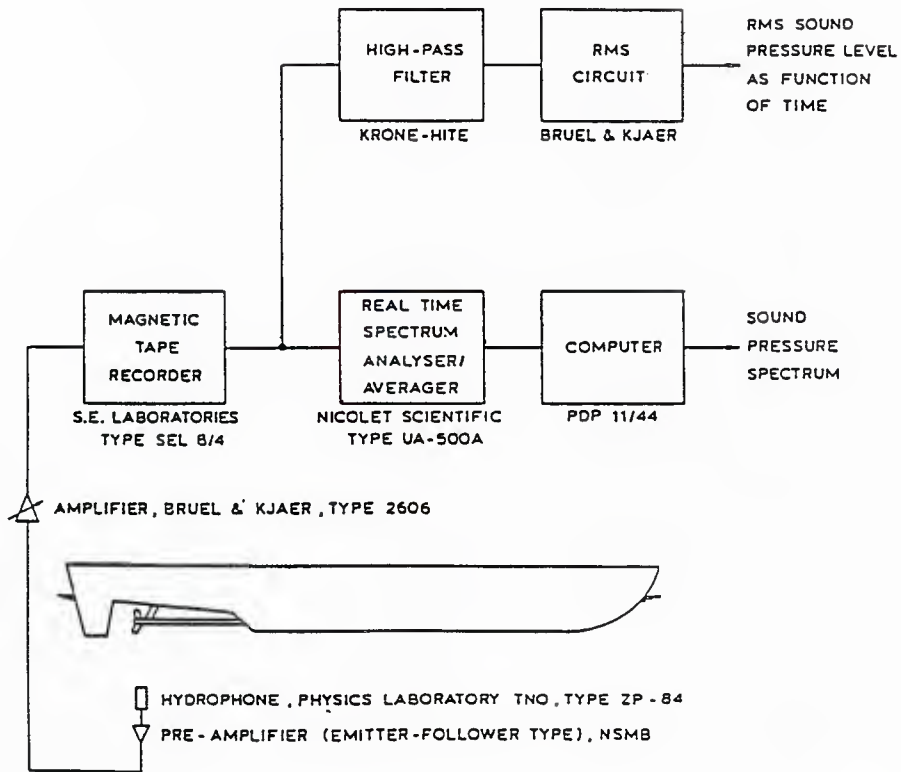 HIGH-PASS
FILTER
KRONE-HITE
RMS
CIRCUIT
BRUEL & KJAER
RMS SOUND
PRESSURE LEVEL
AS FUNCTION
OF TIME
MAGNETIC
TAPE
RECORDER
S.E. LABORATORIES
TYPE SEL 8/4
REAL TIME
SPECTRUM
ANALYSER/
AVERAGER
NICOLET SCIENTIFIC
TYPE UA-500A
COMPUTER
PDP 11/44
SOUND
PRESSURE
SPECTRUM
AMPLIFIER, BRUEL & KJAER, TYPE 2606
HYDROPHONE, PHYSICS LABORATORY TNO, TYPE ZP-84
PRE-AMPLIFIER (EMITTER-FOLLOWER TYPE), NSMB